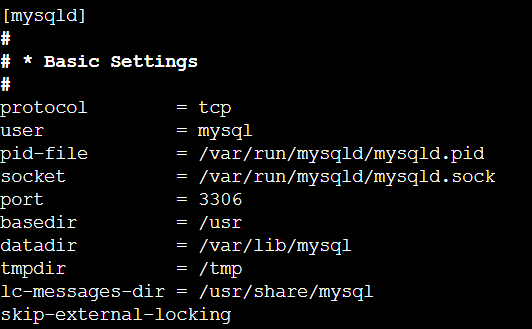 [mysqld]
#
# * Basic Settings
#
protocol        = tcp
user            = mysql
pid-file        = /var/run/mysqld/mysqld.pid
socket          = /var/run/mysqld/mysqld.sock
port            = 3306
basedir         = /usr
datadir         = /var/lib/mysql
tmpdir          = /tmp
lc-messages-dir = /usr/share/mysql
skip-external-locking